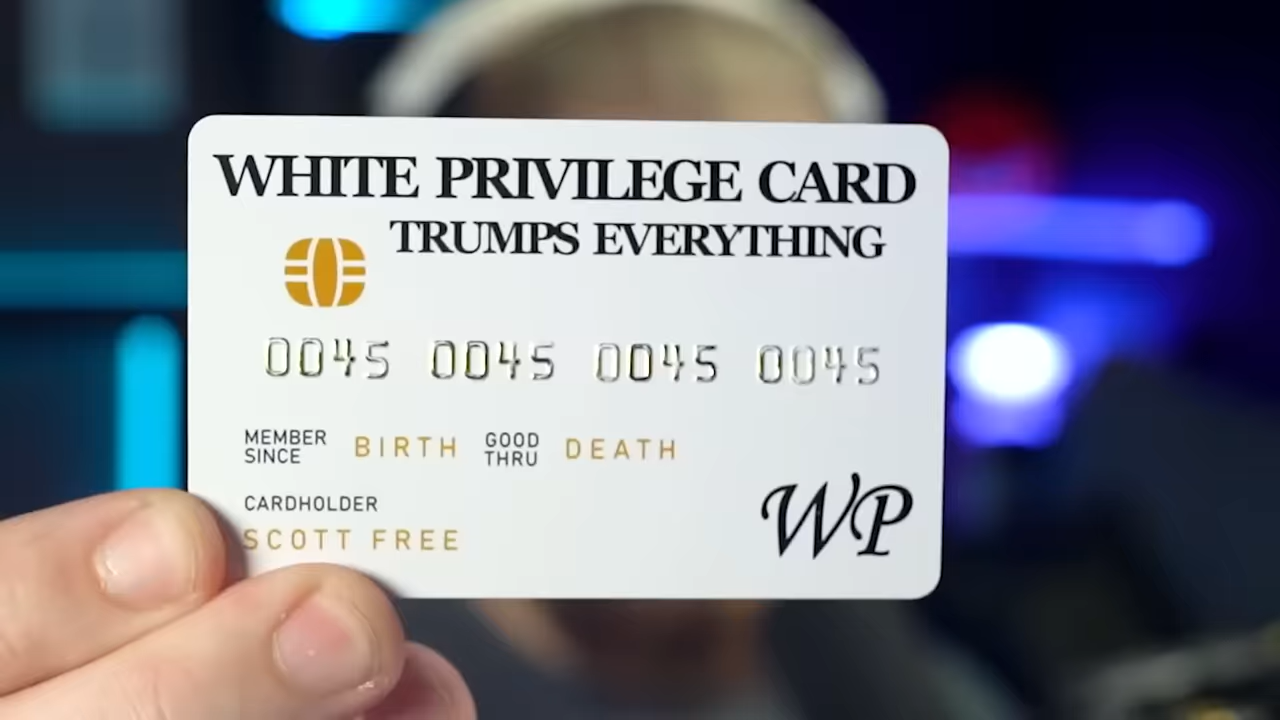 WHITE PRIVILEGE CARD
TRUMPS EVERYTHING
0045 0045 0045 0045
MEMBER SINCE BIRTH GOOD THRU DEATH
CARDHOLDER
SCOTT FREE
WP